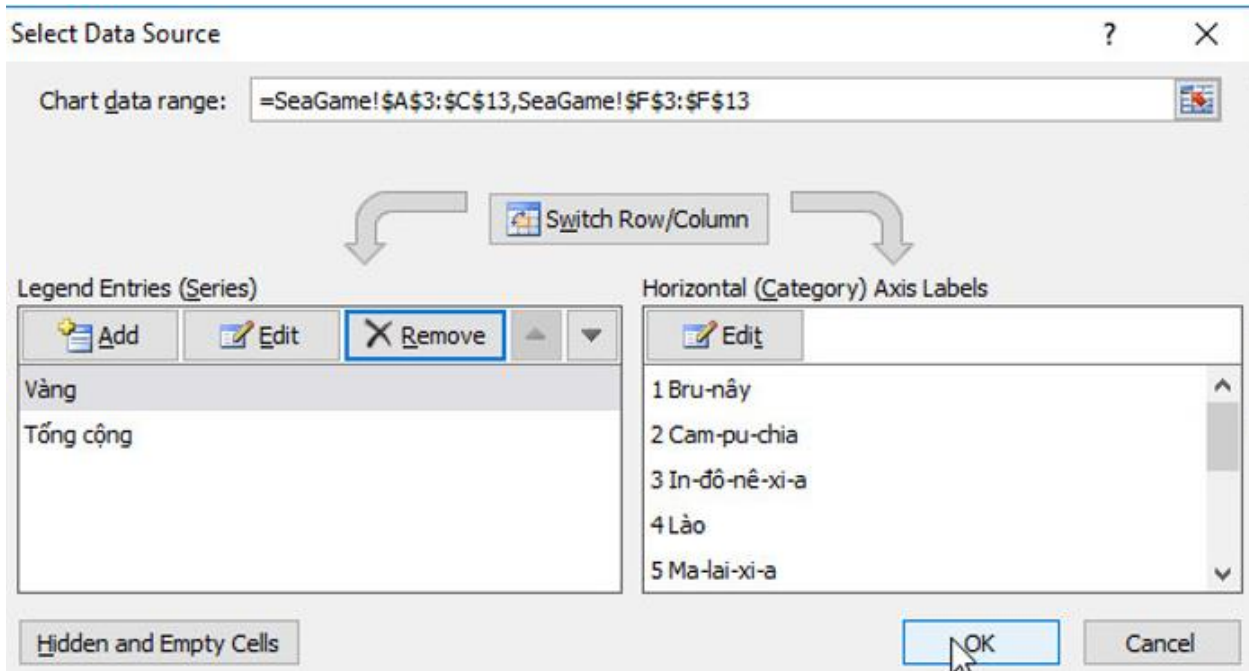 Select Data Source ?
Chart data range: =SeaGame!$A$3:$C$13,SeaGame!$F$3:$F$13
Switch Row/Column
Legend Entries (Series)
Add Edit Remove
Vàng
Tổng cộng
Horizontal (Category) Axis Labels
Edit
1 Bru-nây
2 Cam-pu-chia
3 In-đô-nê-xi-a
4 Lào
5 Ma-lai-xi-a
Hidden and Empty Cells OK Cancel